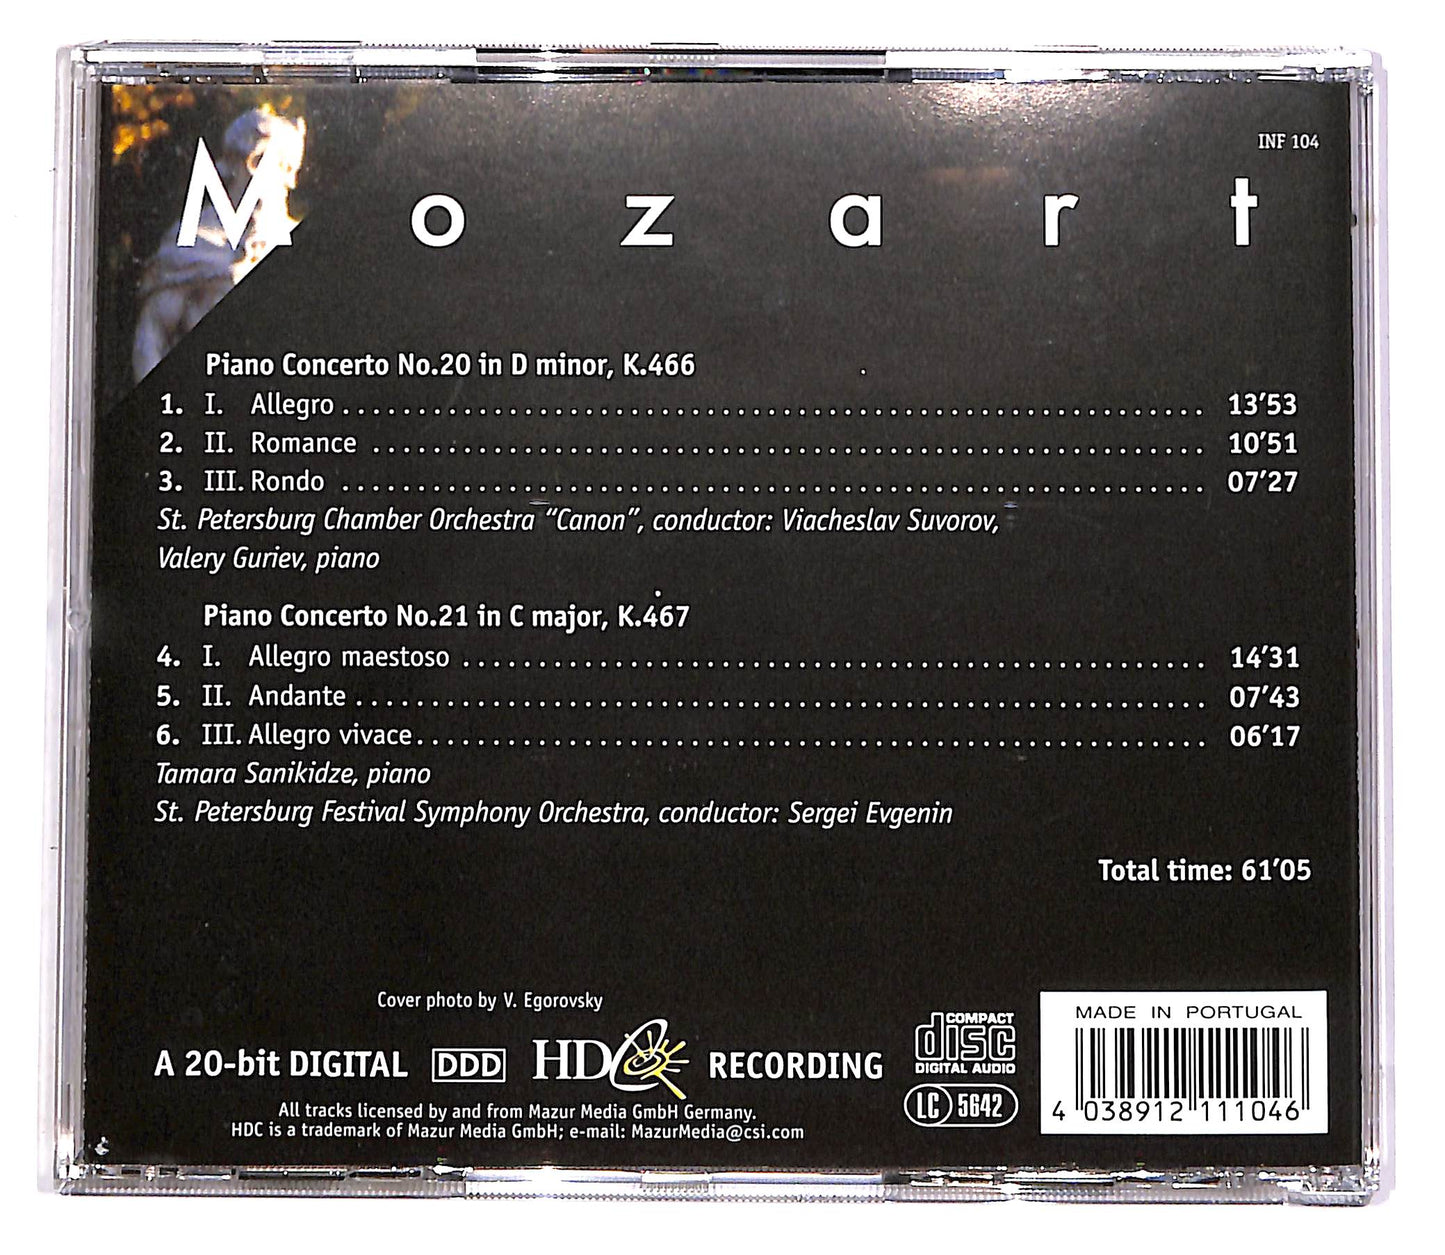 INF 104
Mozart
Piano Concerto No.20 in D minor, K.466
1. I. Allegro 13’53
2. II. Romance 10’51
3. III. Rondo 07’27
St. Petersburg Chamber Orchestra “Canon”, conductor: Viacheslav Suvorov,
Valery Guriev, piano
Piano Concerto No.21 in C major, K.467
4. I. Allegro maestoso 14’31
5. II. Andante 07’43
6. III. Allegro vivace 06’17
Tamara Sanikidze, piano
St. Petersburg Festival Symphony Orchestra, conductor: Sergei Evgenin
Total time: 61’05
Cover photo by V. Egorovsky
A 20-bit DIGITAL DDD HDC RECORDING
All tracks licensed by and from Mazur Media GmbH Germany.
HDC is a trademark of Mazur Media GmbH; e-mail: MazurMedia@csi.com
COMPACT
disc
DIGITAL AUDIO
LC 5642
MADE IN PORTUGAL
4 038912 111046